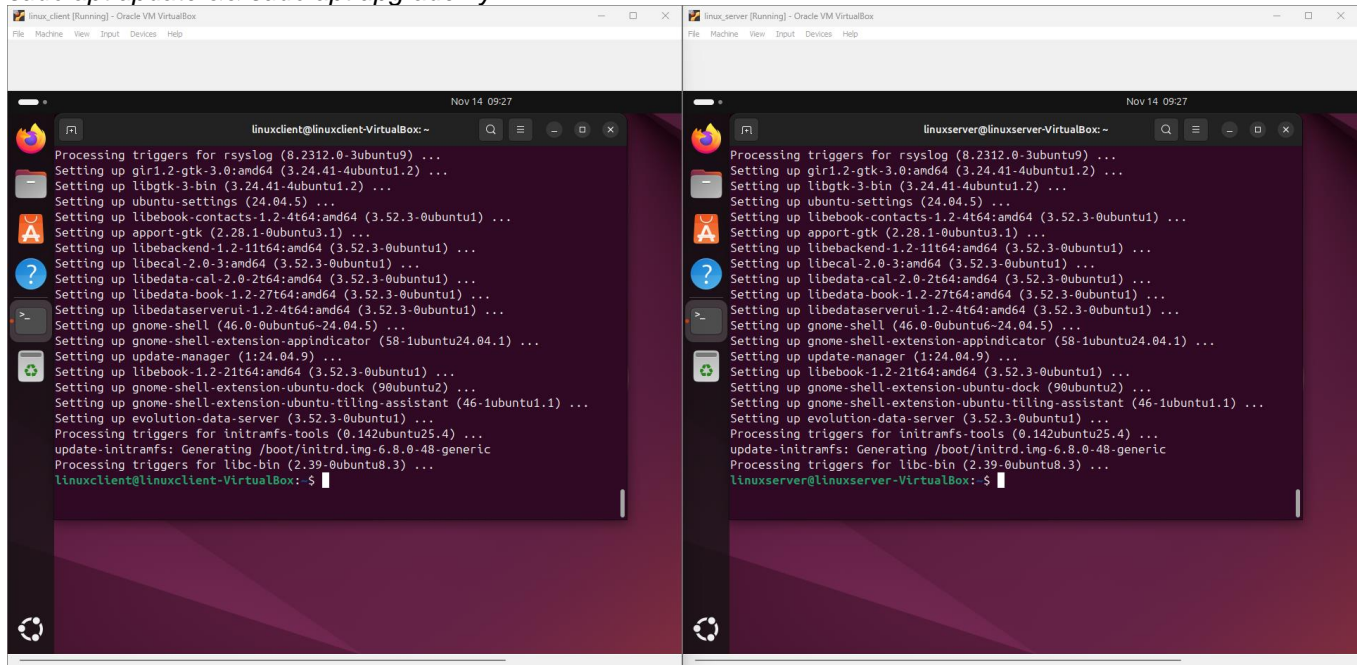 sudo apt update && sudo apt upgrade -y
linux_client [Running] - Oracle VM VirtualBox
File Machine View Input Devices Help
Nov 14 09:27
linuxclient@linuxclient-VirtualBox: ~
Processing triggers for rsyslog (8.2312.0-3ubuntu9) ...
Setting up gir1.2-gtk-3.0:amd64 (3.24.41-4ubuntu1.2) ...
Setting up libgtk-3-bin (3.24.41-4ubuntu1.2) ...
Setting up ubuntu-settings (24.04.5) ...
Setting up libebook-contacts-1.2-4t64:amd64 (3.52.3-0ubuntu1) ...
Setting up apport-gtk (2.28.1-0ubuntu3.1) ...
Setting up libebackend-1.2-11t64:amd64 (3.52.3-0ubuntu1) ...
Setting up libecal-2.0-3:amd64 (3.52.3-0ubuntu1) ...
Setting up libedata-cal-2.0-2t64:amd64 (3.52.3-0ubuntu1) ...
Setting up libedata-book-1.2-27t64:amd64 (3.52.3-0ubuntu1) ...
Setting up libedataserverui-1.2-4t64:amd64 (3.52.3-0ubuntu1) ...
Setting up gnome-shell (46.0-0ubuntu6~24.04.5) ...
Setting up gnome-shell-extension-appindicator (58-1ubuntu24.04.1) ...
Setting up update-manager (1:24.04.9) ...
Setting up libebook-1.2-21t64:amd64 (3.52.3-0ubuntu1) ...
Setting up gnome-shell-extension-ubuntu-dock (90ubuntu2) ...
Setting up gnome-shell-extension-ubuntu-tiling-assistant (46-1ubuntu1.1) ...
Setting up evolution-data-server (3.52.3-0ubuntu1) ...
Processing triggers for initramfs-tools (0.142ubuntu25.4) ...
update-initramfs: Generating /boot/initrd.img-6.8.0-48-generic
Processing triggers for libc-bin (2.39-0ubuntu8.3) ...
linuxclient@linuxclient-VirtualBox:~$
linux_server [Running] - Oracle VM VirtualBox
File Machine View Input Devices Help
Nov 14 09:27
linuxserver@linuxserver-VirtualBox: ~
Processing triggers for rsyslog (8.2312.0-3ubuntu9) ...
Setting up gir1.2-gtk-3.0:amd64 (3.24.41-4ubuntu1.2) ...
Setting up libgtk-3-bin (3.24.41-4ubuntu1.2) ...
Setting up ubuntu-settings (24.04.5) ...
Setting up libebook-contacts-1.2-4t64:amd64 (3.52.3-0ubuntu1) ...
Setting up apport-gtk (2.28.1-0ubuntu3.1) ...
Setting up libebackend-1.2-11t64:amd64 (3.52.3-0ubuntu1) ...
Setting up libecal-2.0-3:amd64 (3.52.3-0ubuntu1) ...
Setting up libedata-cal-2.0-2t64:amd64 (3.52.3-0ubuntu1) ...
Setting up libedata-book-1.2-27t64:amd64 (3.52.3-0ubuntu1) ...
Setting up libedataserverui-1.2-4t64:amd64 (3.52.3-0ubuntu1) ...
Setting up gnome-shell (46.0-0ubuntu6~24.04.5) ...
Setting up gnome-shell-extension-appindicator (58-1ubuntu24.04.1) ...
Setting up update-manager (1:24.04.9) ...
Setting up libebook-1.2-21t64:amd64 (3.52.3-0ubuntu1) ...
Setting up gnome-shell-extension-ubuntu-dock (90ubuntu2) ...
Setting up gnome-shell-extension-ubuntu-tiling-assistant (46-1ubuntu1.1) ...
Setting up evolution-data-server (3.52.3-0ubuntu1) ...
Processing triggers for initramfs-tools (0.142ubuntu25.4) ...
update-initramfs: Generating /boot/initrd.img-6.8.0-48-generic
Processing triggers for libc-bin (2.39-0ubuntu8.3) ...
linuxserver@linuxserver-VirtualBox:~$